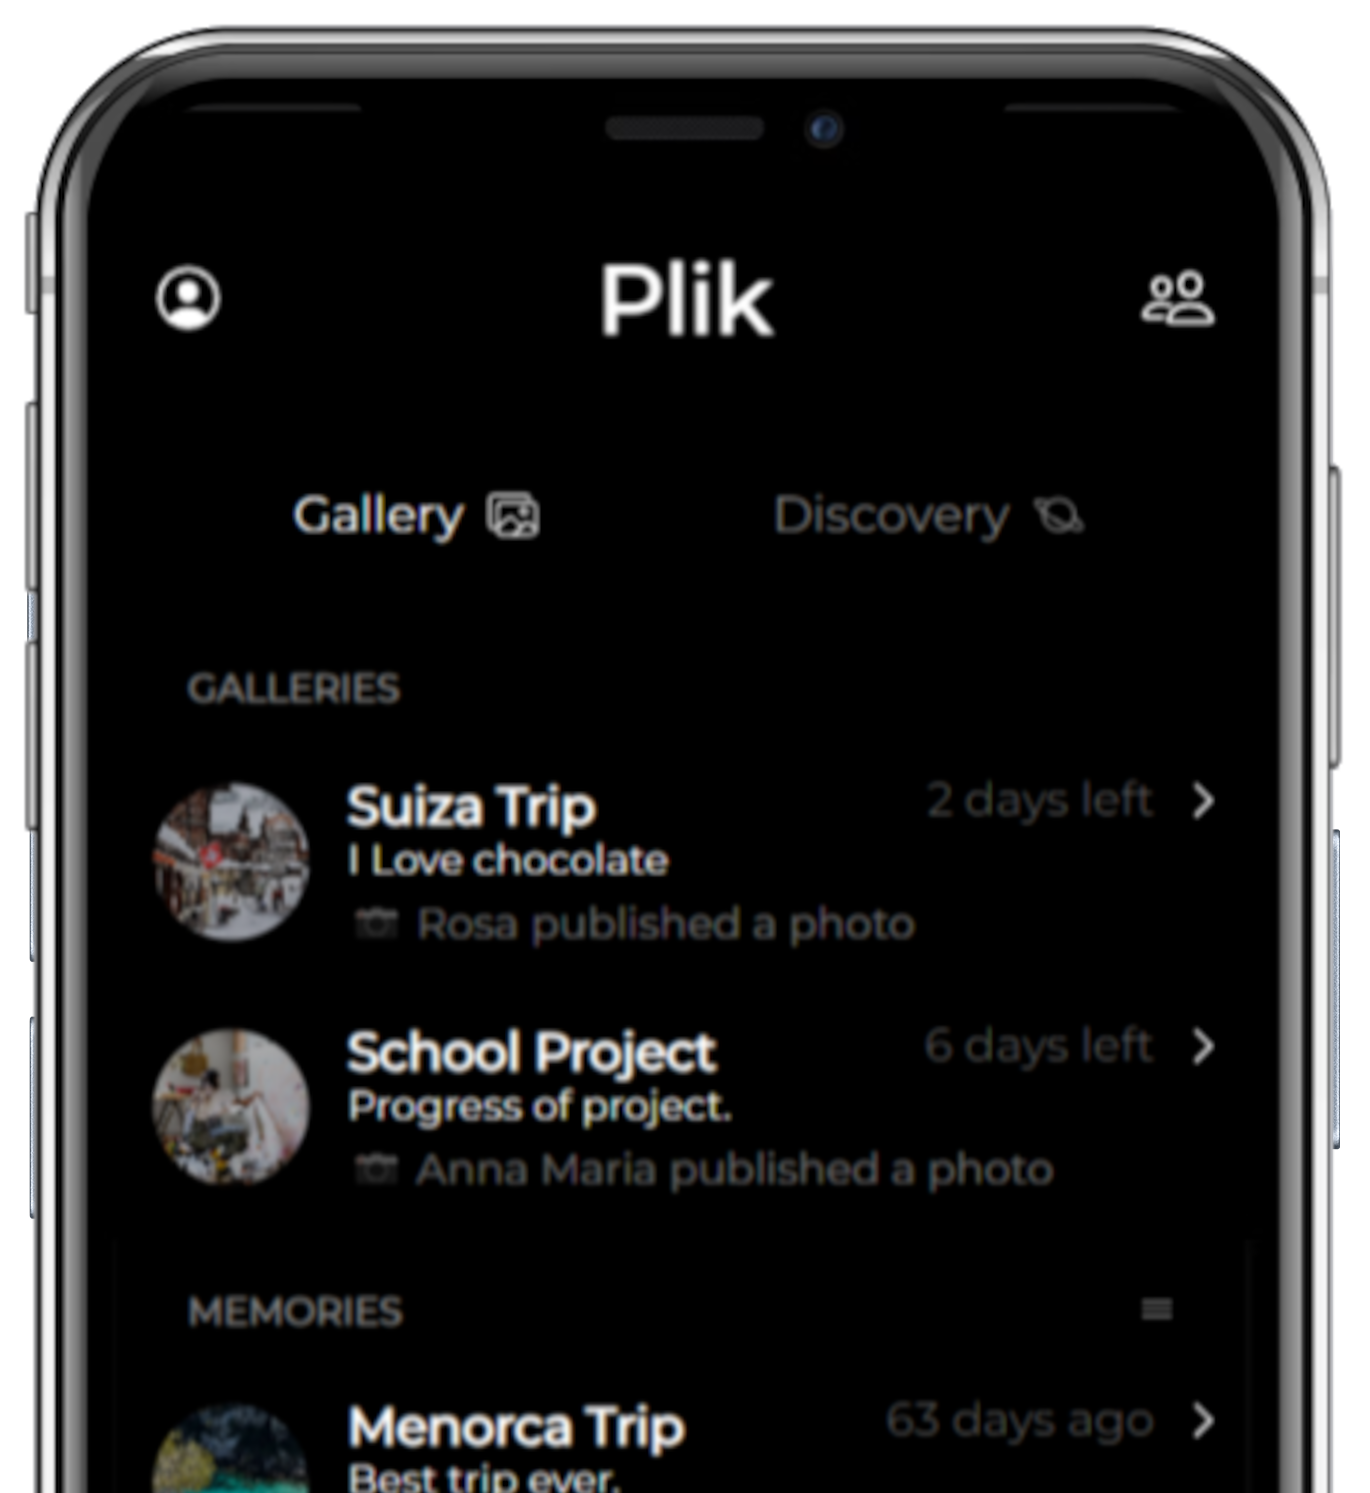 Plik
Gallery
Discovery
GALLERIES
Suiza Trip
2 days left
I Love chocolate
Rosa published a photo
School Project
6 days left
Progress of project.
Anna Maria published a photo
MEMORIES
Menorca Trip
63 days ago
Best trip ever.